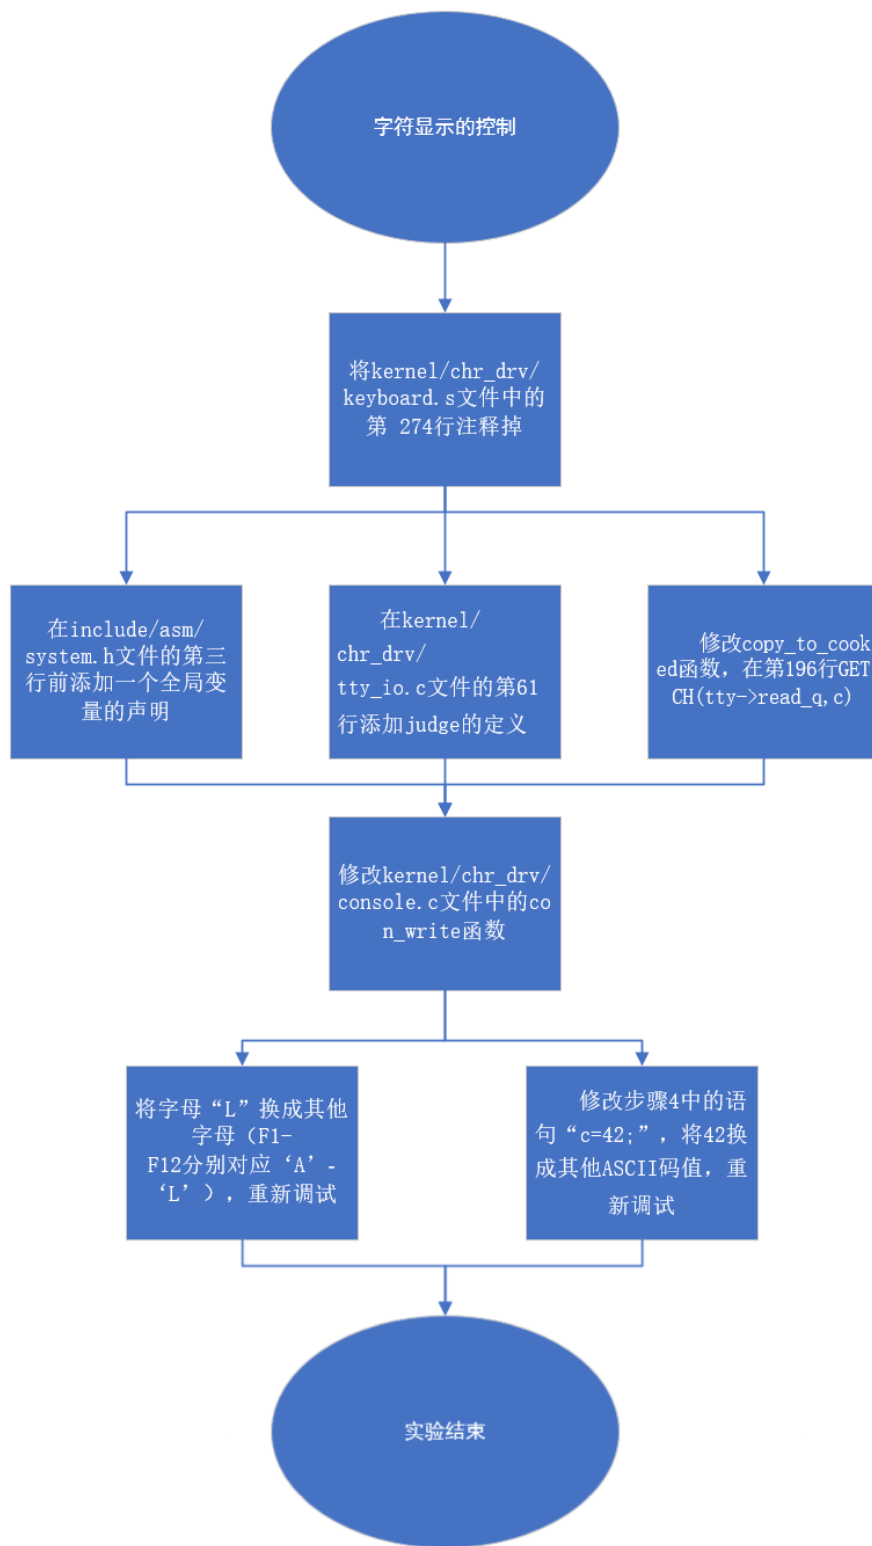 字符显示的控制
将kernel/chr_drv/
keyboard.s文件中的
第 274行注释掉
在include/asm/
system.h文件的第三
行前添加一个全局变
量的声明
在kernel/
chr_drv/
tty_io.c文件的第61
行添加judge的定义
修改copy_to_cook
ed函数，在第196行GET
CH(tty->read_q,c)
修改kernel/chr_drv/
console.c文件中的co
n_write函数
将字母“L”换成其他
字母（F1-
F12分别对应‘A’-
‘L’），重新调试
修改步骤4中的语
句“c=42;”，将42换
成其他ASCII码值，重
新调试
实验结束